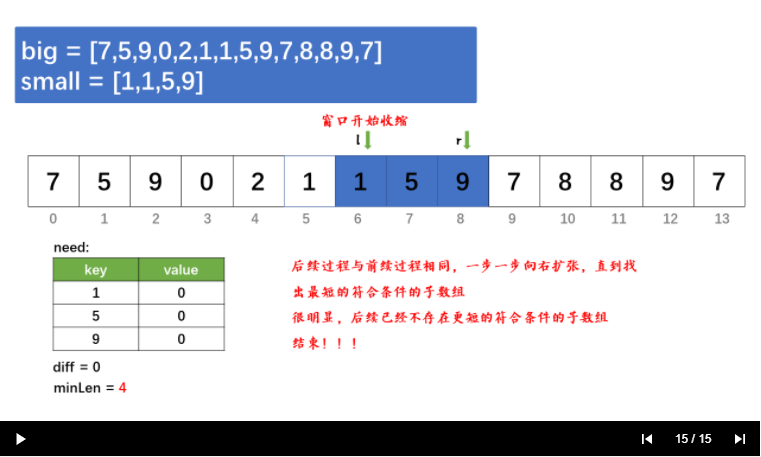 big = [7,5,9,0,2,1,1,5,9,7,8,8,9,7]
small = [1,1,5,9]
窗口开始收缩
l r
7 5 9 0 2 1 1 5 9 7 8 8 9 7
0 1 2 3 4 5 6 7 8 9 10 11 12 13
need:
key value
1 0
5 0
9 0
diff = 0
minLen = 4
后续过程与前续过程相同，一步一步向右扩张，直到找
出最短的符合条件的子数组
很明显，后续已经不存在更短的符合条件的子数组
结束！！！
15 / 15